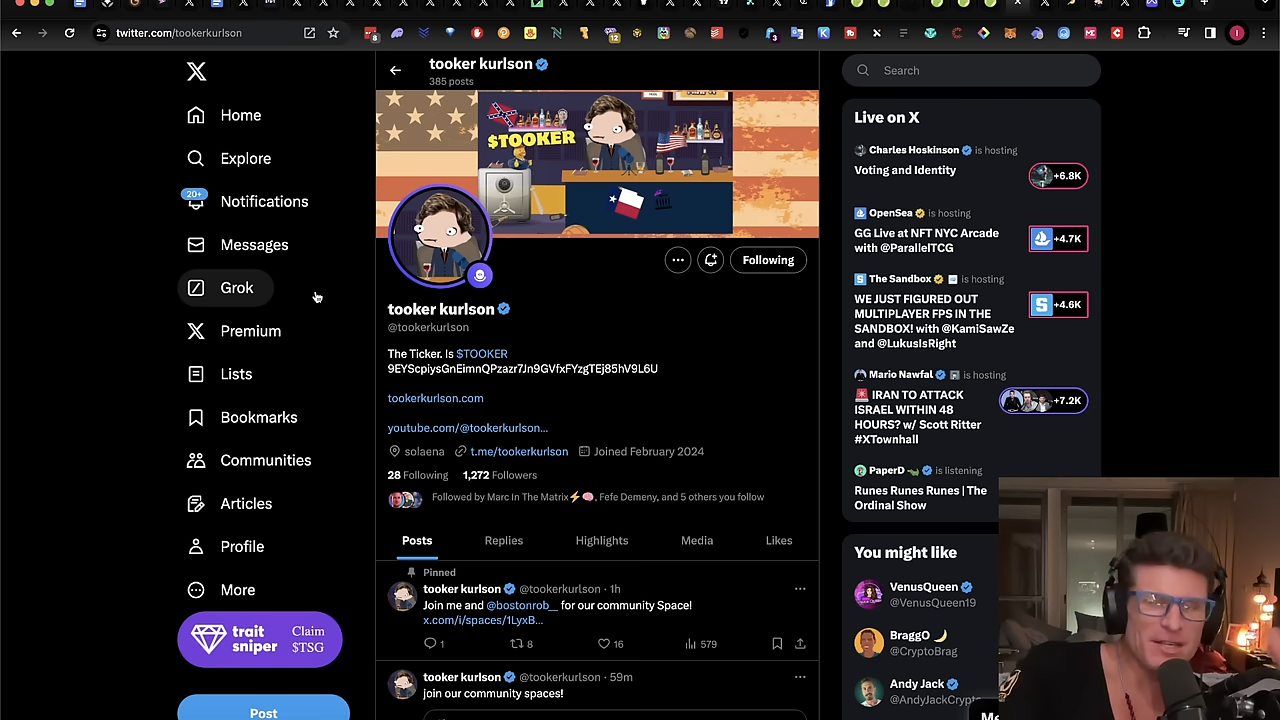 twitter.com/tookerkurlson
8
12
3
I
tooker kurlson
385 posts
Search
Home
Explore
20+
Notifications
Messages
Grok
Premium
Lists
Bookmarks
Communities
Articles
Profile
More
trait
sniper
Claim
$TSG
Post
$TOOKER
Following
tooker kurlson
@tookerkurlson
The Ticker. Is $TOOKER
9EYScpiysGnEimnQPzazr7Jn9GVfxFYzgTEj85hV9L6U
tookerkurlson.com
youtube.com/@tookerkurlson...
solaena t.me/tookerkurlson Joined February 2024
28 Following 1,272 Followers
Followed by Marc In The Matrix⚡🧠, Fefe Demeny, and 5 others you follow
Posts Replies Highlights Media Likes
Pinned
tooker kurlson @tookerkurlson · 1h
Join me and @bostonrob__ for our community Space!
x.com/i/spaces/1LyxB...
1 8 16 579
tooker kurlson @tookerkurlson · 59m
join our community spaces!
Live on X
Charles Hoskinson is hosting
Voting and Identity
+6.8K
OpenSea is hosting
GG Live at NFT NYC Arcade
with @ParallelTCG
+4.7K
The Sandbox is hosting
WE JUST FIGURED OUT
MULTIPLAYER FPS IN THE
SANDBOX! with @KamiSawZe
and @LukusIsRight
+4.6K
Mario Nawfal is hosting
🚨 IRAN TO ATTACK
ISRAEL WITHIN 48
HOURS? w/ Scott Ritter
#XTownhall
+7.2K
PaperD is listening
Runes Runes Runes | The
Ordinal Show
You might like
VenusQueen
@VenusQueen19
BraggO
@CryptoBrag
Andy Jack
@AndyJackCrypt
Me